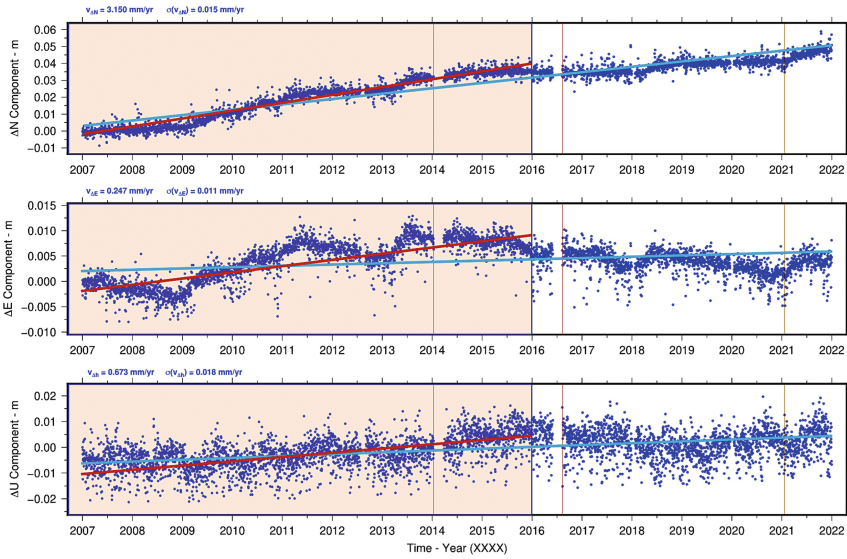 vΔN = 3.150 mm/yr σ(vΔN) = 0.015 mm/yr
ΔN Component - m
0.06
0.05
0.04
0.03
0.02
0.01
0.00
−0.01
2007 2008 2009 2010 2011 2012 2013 2014 2015 2016 2017 2018 2019 2020 2021 2022
vΔE = 0.247 mm/yr σ(vΔE) = 0.011 mm/yr
ΔE Component - m
0.015
0.010
0.005
0.000
−0.005
−0.010
2007 2008 2009 2010 2011 2012 2013 2014 2015 2016 2017 2018 2019 2020 2021 2022
vΔh = 0.673 mm/yr σ(vΔh) = 0.018 mm/yr
ΔU Component - m
0.02
0.01
0.00
−0.01
−0.02
2007 2008 2009 2010 2011 2012 2013 2014 2015 2016 2017 2018 2019 2020 2021 2022
Time - Year (XXXX)